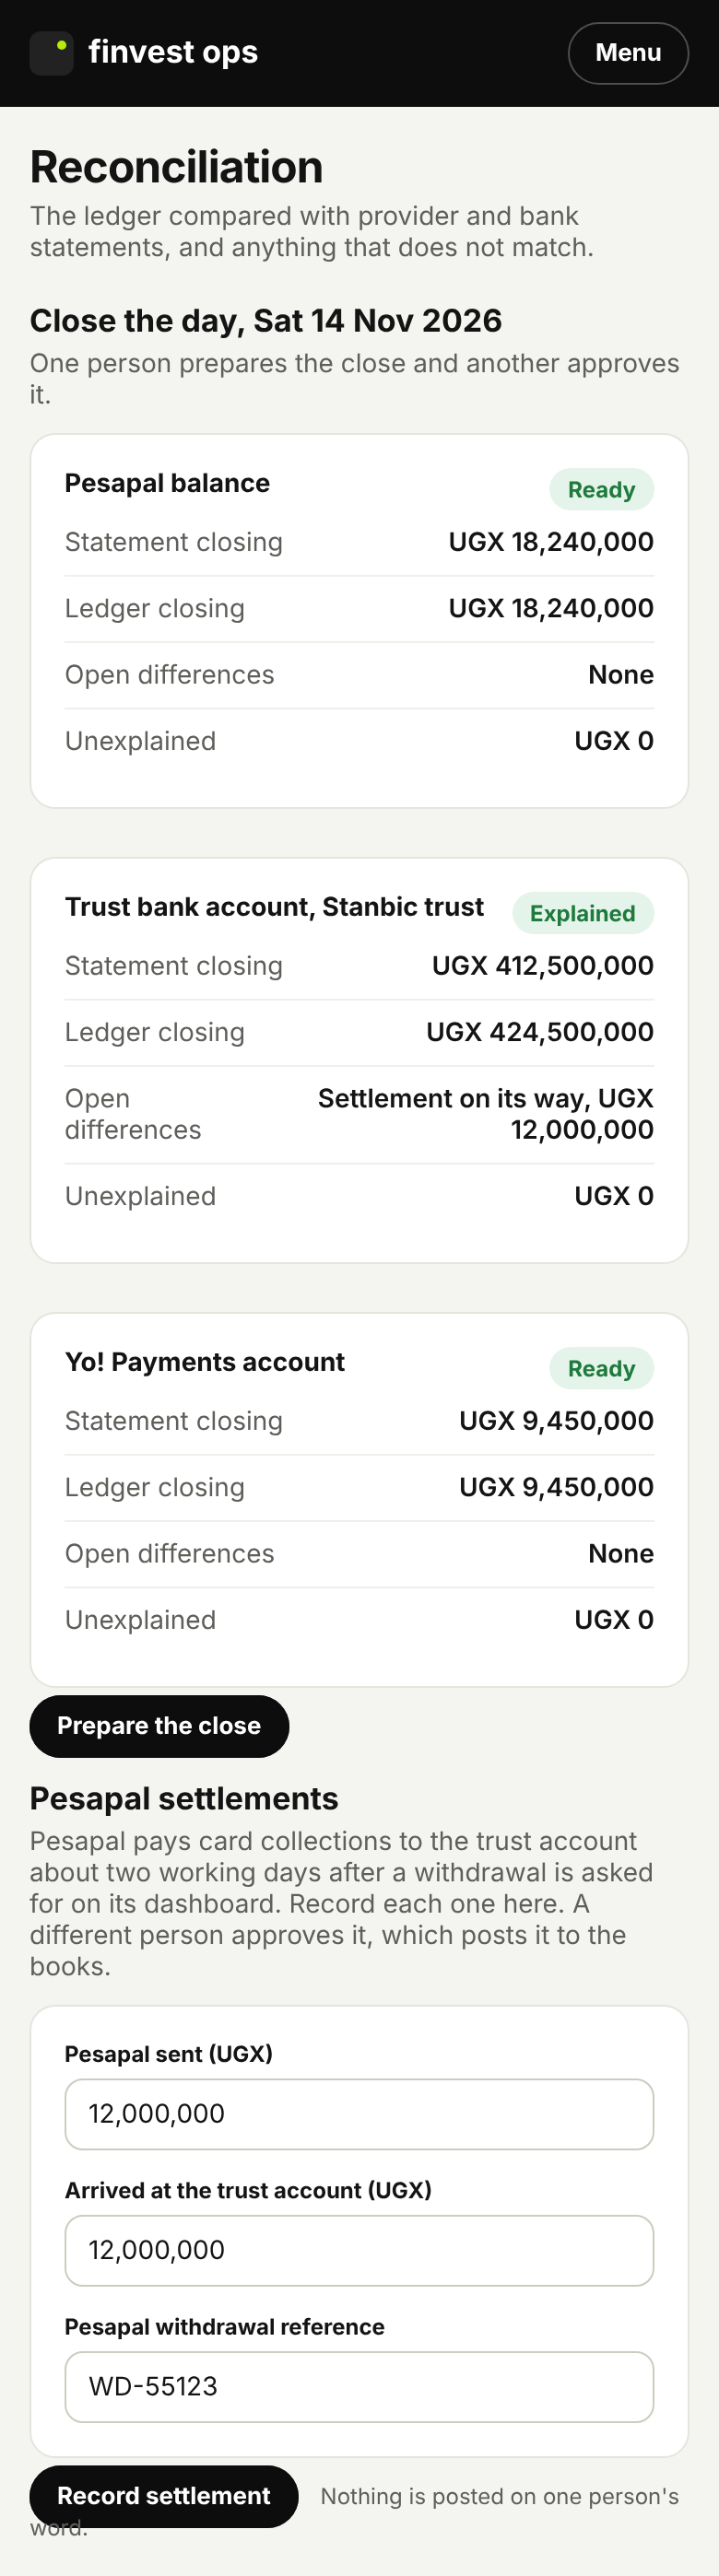 finvest ops
Menu
Reconciliation
The ledger compared with provider and bank
statements, and anything that does not match.
Close the day, Sat 14 Nov 2026
One person prepares the close and another approves
it.
Pesapal balance
Ready
Statement closing
UGX 18,240,000
Ledger closing
UGX 18,240,000
Open differences
None
Unexplained
UGX 0
Trust bank account, Stanbic trust
Explained
Statement closing
UGX 412,500,000
Ledger closing
UGX 424,500,000
Open
differences
Settlement on its way, UGX
12,000,000
Unexplained
UGX 0
Yo! Payments account
Ready
Statement closing
UGX 9,450,000
Ledger closing
UGX 9,450,000
Open differences
None
Unexplained
UGX 0
Prepare the close
Pesapal settlements
Pesapal pays card collections to the trust account
about two working days after a withdrawal is asked
for on its dashboard. Record each one here. A
different person approves it, which posts it to the
books.
Pesapal sent (UGX)
12,000,000
Arrived at the trust account (UGX)
12,000,000
Pesapal withdrawal reference
WD-55123
Record settlement
Nothing is posted on one person's
word.